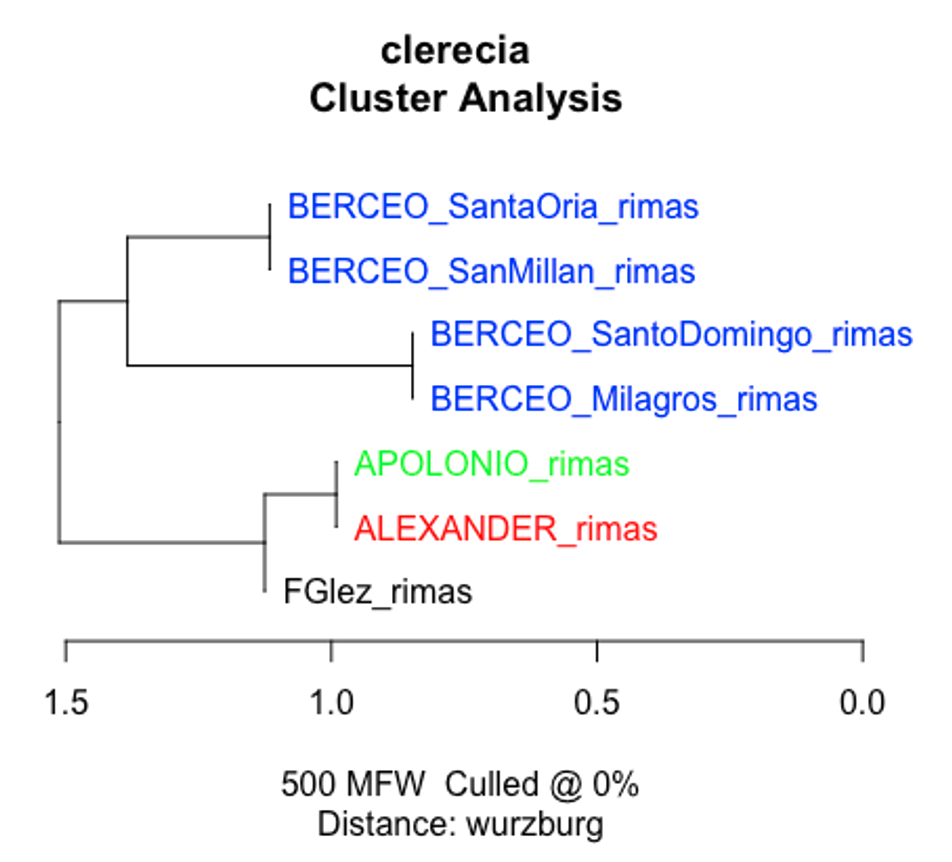 clerecia
Cluster Analysis
BERCEO_SantaOria_rimas
BERCEO_SanMillan_rimas
BERCEO_SantoDomingo_rimas
BERCEO_Milagros_rimas
APOLONIO_rimas
ALEXANDER_rimas
FGlez_rimas
1.5 1.0 0.5 0.0
500 MFW Culled @ 0%
Distance: wurzburg